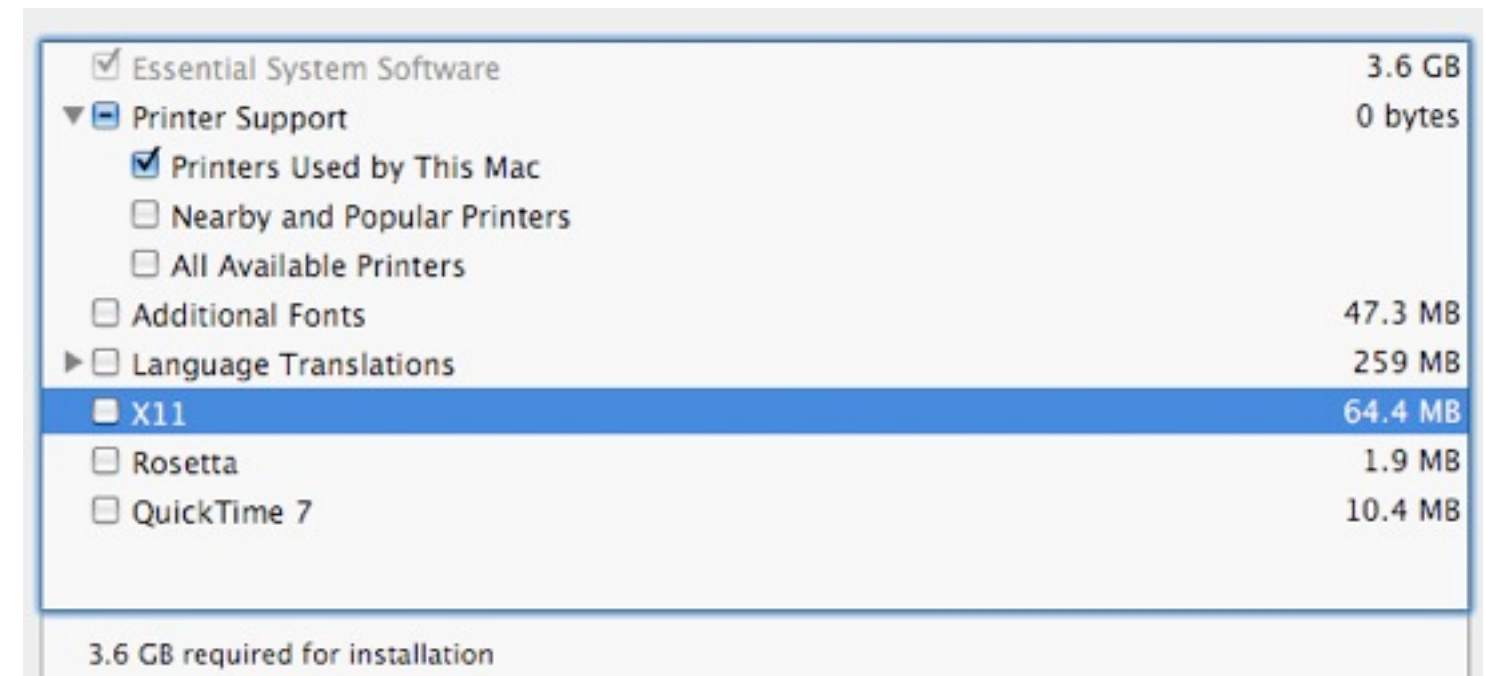 Essential System Software 3.6 GB
Printer Support 0 bytes
Printers Used by This Mac
Nearby and Popular Printers
All Available Printers
Additional Fonts 47.3 MB
Language Translations 259 MB
X11 64.4 MB
Rosetta 1.9 MB
QuickTime 7 10.4 MB
3.6 GB required for installation